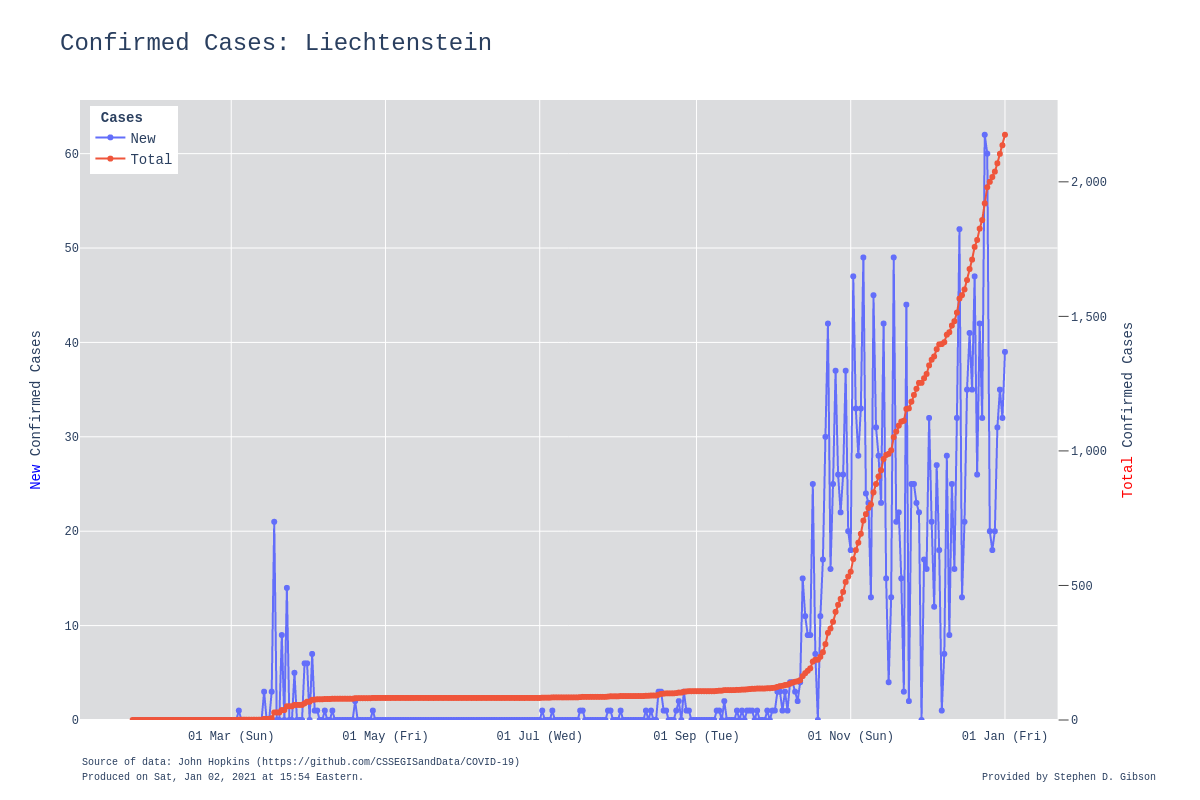 Confirmed Cases: Liechtenstein
Cases
New
Total
60
50
40
30
20
10
0
2,000
1,500
1,000
500
0
New Confirmed Cases
Total Confirmed Cases
01 Mar (Sun)
01 May (Fri)
01 Jul (Wed)
01 Sep (Tue)
01 Nov (Sun)
01 Jan (Fri)
Source of data: John Hopkins (https://github.com/CSSEGISandData/COVID-19)
Produced on Sat, Jan 02, 2021 at 15:54 Eastern.
Provided by Stephen D. Gibson